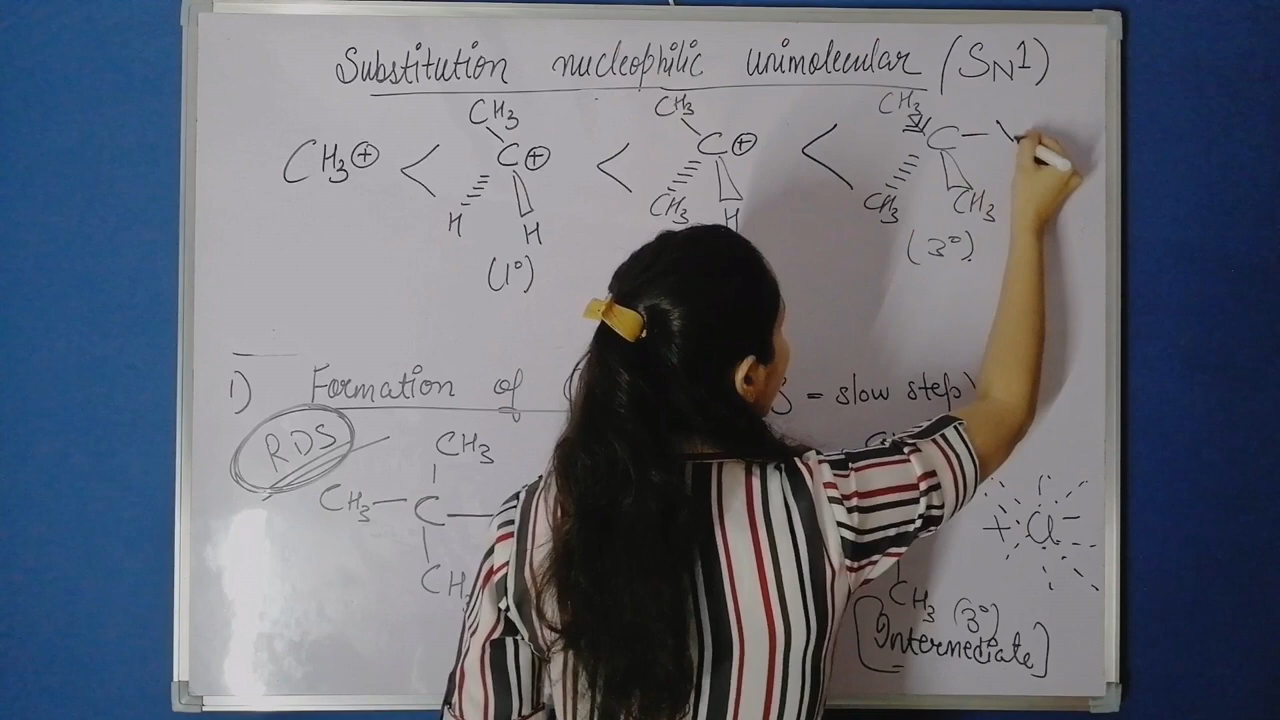 Substitution nucleophilic unimolecular (SN1)
CH3 CH3 CH3
CH3⊕ < C⊕ < C⊕ < C —
H H CH3 H CH3 CH3
(1°) (3°)
1) Formation of = slow step)
RDS CH3
CH3 — C — + Cl–
CH3 CH3 (3°)
[Intermediate]